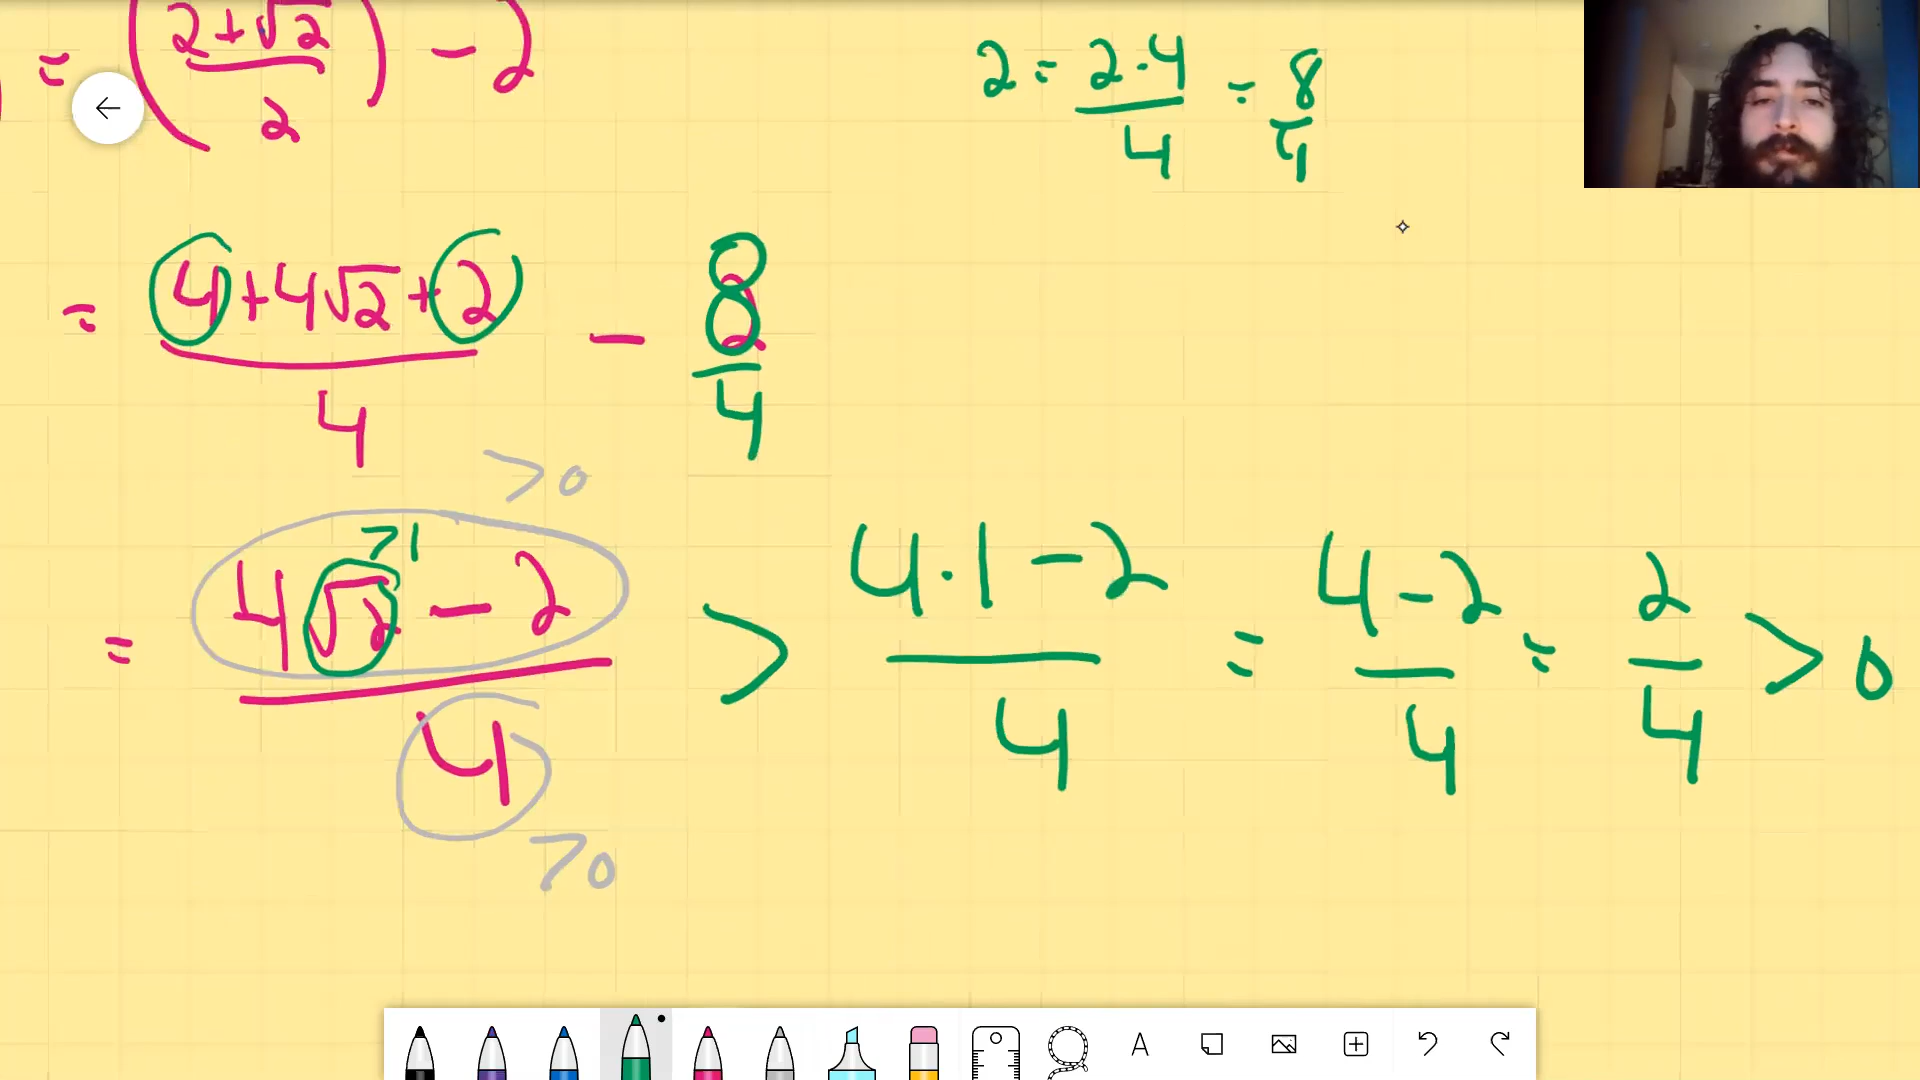 = (2+√2 / 2) - 2
2 = 2·4 / 4 = 8/4
= 4+4√2+2 / 4 - 8/4
>0
>1
= 4√2 - 2 / 4 > 4·1-2 / 4 = 4-2 / 4 = 2/4 > 0
>0
A